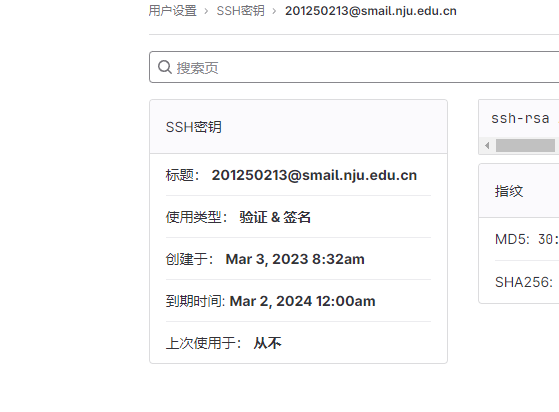 用户设置 › SSH密钥 › 201250213@smail.nju.edu.cn
搜索页
SSH密钥
标题： 201250213@smail.nju.edu.cn
使用类型： 验证 & 签名
创建于： Mar 3, 2023 8:32am
到期时间: Mar 2, 2024 12:00am
上次使用于： 从不
ssh-rsa
指纹
MD5: 30:
SHA256: